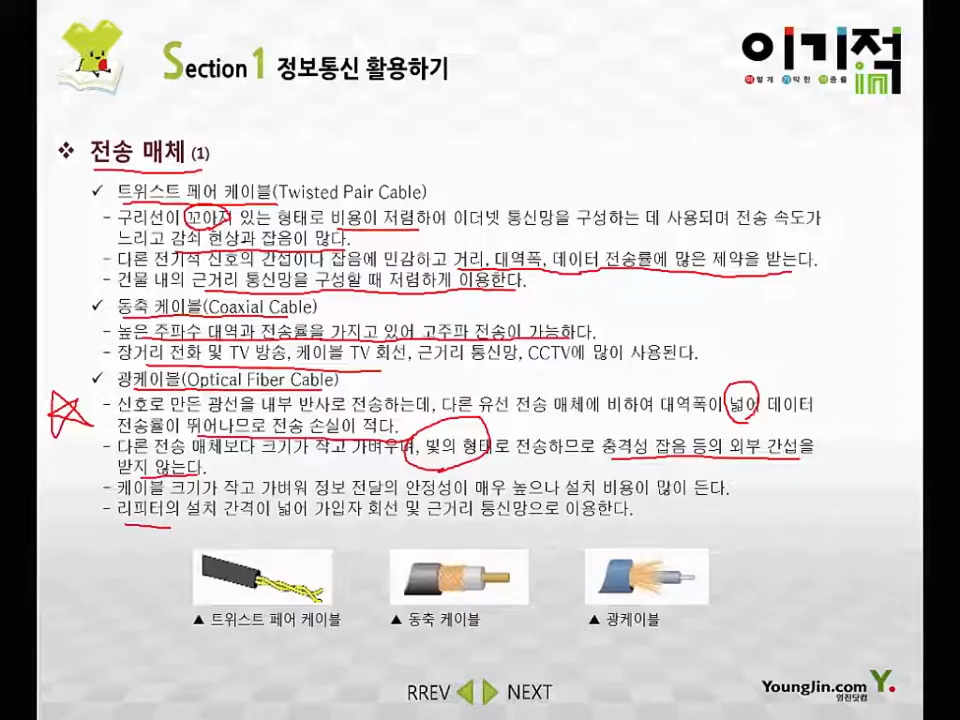 Section 1 정보통신 활용하기
이기적 in
이렇게 기막힌 적중률
❖ 전송 매체 (1)
✓ 트위스트 페어 케이블(Twisted Pair Cable)
- 구리선이 꼬아져 있는 형태로 비용이 저렴하여 이더넷 통신망을 구성하는 데 사용되며 전송 속도가
느리고 감쇠 현상과 잡음이 많다.
- 다른 전기적 신호의 간섭이나 잡음에 민감하고 거리, 대역폭, 데이터 전송률에 많은 제약을 받는다.
- 건물 내의 근거리 통신망을 구성할 때 저렴하게 이용한다.
✓ 동축 케이블(Coaxial Cable)
- 높은 주파수 대역과 전송률을 가지고 있어 고주파 전송이 가능하다.
- 장거리 전화 및 TV 방송, 케이블 TV 회선, 근거리 통신망, CCTV에 많이 사용된다.
✓ 광케이블(Optical Fiber Cable)
- 신호로 만든 광선을 내부 반사로 전송하는데, 다른 유선 전송 매체에 비하여 대역폭이 넓어 데이터
전송률이 뛰어나므로 전송 손실이 적다.
- 다른 전송 매체보다 크기가 작고 가벼우며, 빛의 형태로 전송하므로 충격성 잡음 등의 외부 간섭을
받지 않는다.
- 케이블 크기가 작고 가벼워 정보 전달의 안정성이 매우 높으나 설치 비용이 많이 든다.
- 리피터의 설치 간격이 넓어 가입자 회선 및 근거리 통신망으로 이용한다.
▲ 트위스트 페어 케이블 ▲ 동축 케이블 ▲ 광케이블
RREV NEXT
YoungJin.com Y.
영진닷컴